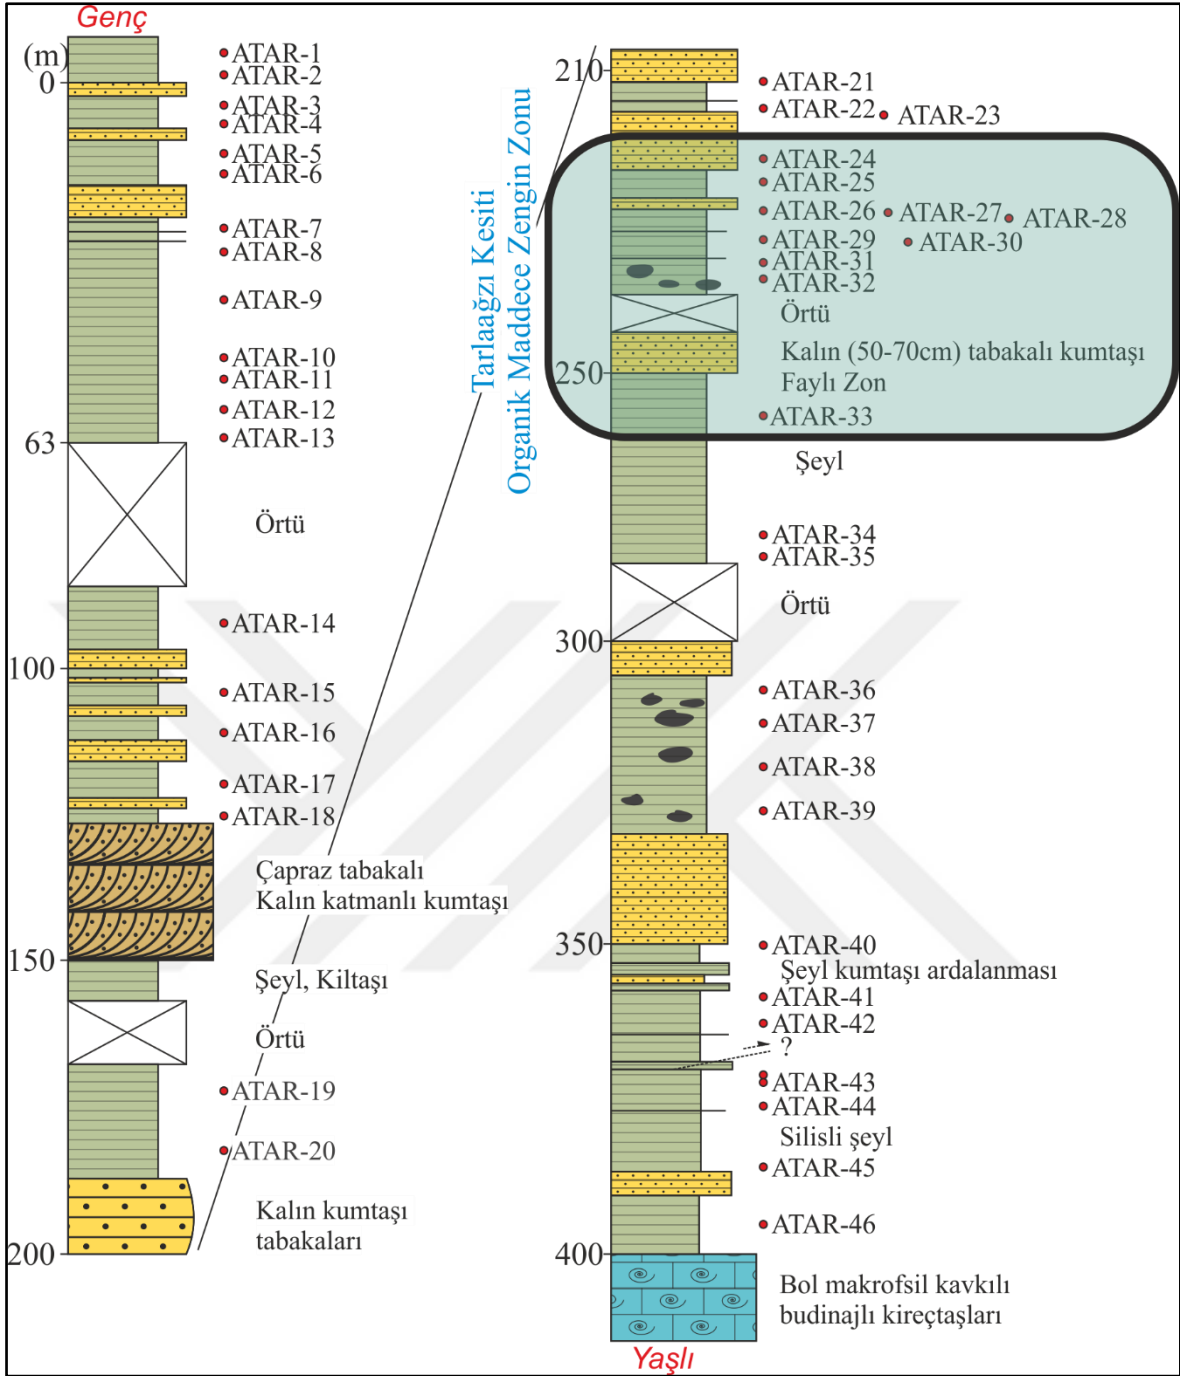 Genç
(m)
0
ATAR-1
ATAR-2
ATAR-3
ATAR-4
ATAR-5
ATAR-6
ATAR-7
ATAR-8
ATAR-9
ATAR-10
ATAR-11
ATAR-12
ATAR-13
63
Örtü
ATAR-14
100
ATAR-15
ATAR-16
ATAR-17
ATAR-18
Çapraz tabakalı
Kalın katmanlı kumtaşı
150
Şeyl, Kiltaşı
Örtü
ATAR-19
ATAR-20
Kalın kumtaşı
tabakaları
200
Tarlaağzı Kesiti
Organik Maddece Zengin Zonu
210
ATAR-21
ATAR-22
ATAR-23
ATAR-24
ATAR-25
ATAR-26
ATAR-27
ATAR-28
ATAR-29
ATAR-30
ATAR-31
ATAR-32
Örtü
Kalın (50-70cm) tabakalı kumtaşı
250
Faylı Zon
ATAR-33
Şeyl
ATAR-34
ATAR-35
Örtü
300
ATAR-36
ATAR-37
ATAR-38
ATAR-39
350
ATAR-40
Şeyl kumtaşı ardalanması
ATAR-41
ATAR-42
?
ATAR-43
ATAR-44
Silisli şeyl
ATAR-45
ATAR-46
400
Bol makrofsil kavkılı
budinajlı kireçtaşları
Yaşlı